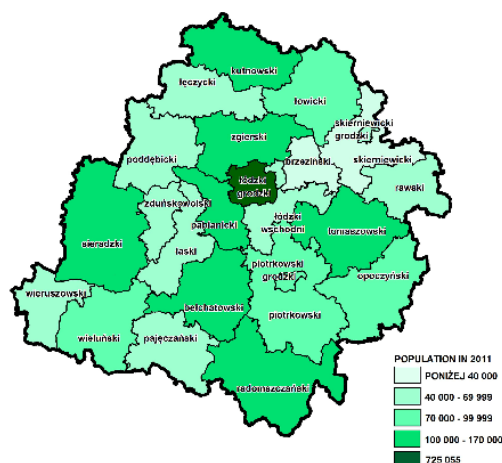 kutnowski
łęczycki
łowicki
zgierski
skierniewicki
grodzki
brzeziński
skierniewicki
poddębicki
łódzki
grodzki
rawski
zduńskowolski
pabianicki
łódzki
wschodni
tomaszowski
sieradzki
łaski
piotrkowski
grodzki
opoczyński
wieruszowski
bełchatowski
piotrkowski
wieluński
pajęczański
radomszczański
POPULATION IN 2011
PONIŻEJ 40 000
40 000 - 69 999
70 000 - 99 999
100 000 - 170 000
725 055